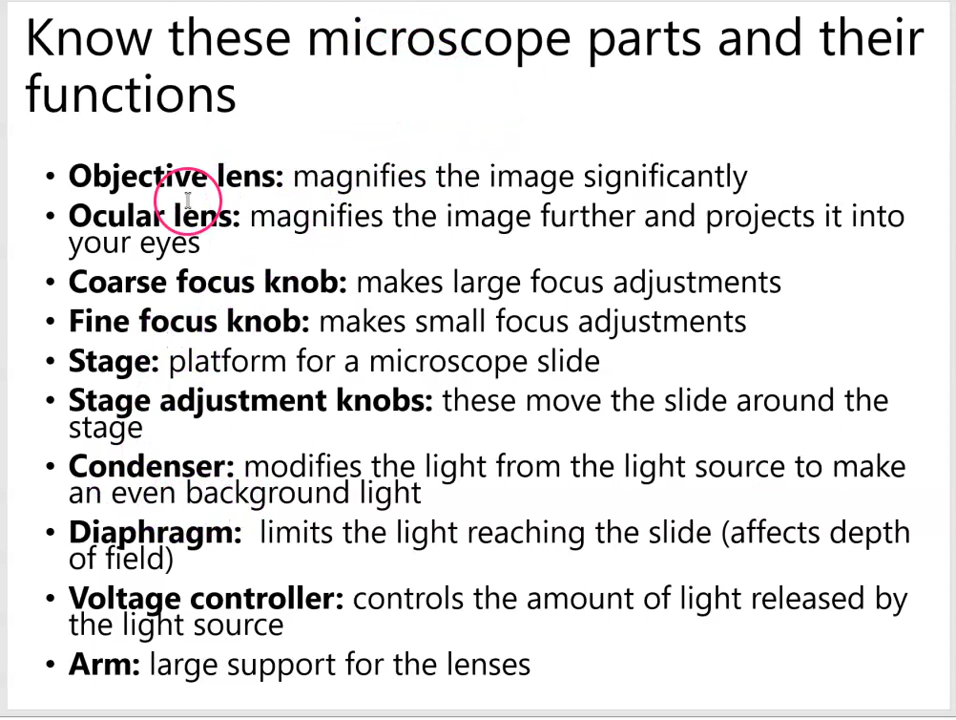 Know these microscope parts and their
functions
• Objective lens: magnifies the image significantly
• Ocular lens: magnifies the image further and projects it into
your eyes
• Coarse focus knob: makes large focus adjustments
• Fine focus knob: makes small focus adjustments
• Stage: platform for a microscope slide
• Stage adjustment knobs: these move the slide around the
stage
• Condenser: modifies the light from the light source to make
an even background light
• Diaphragm:  limits the light reaching the slide (affects depth
of field)
• Voltage controller: controls the amount of light released by
the light source
• Arm: large support for the lenses